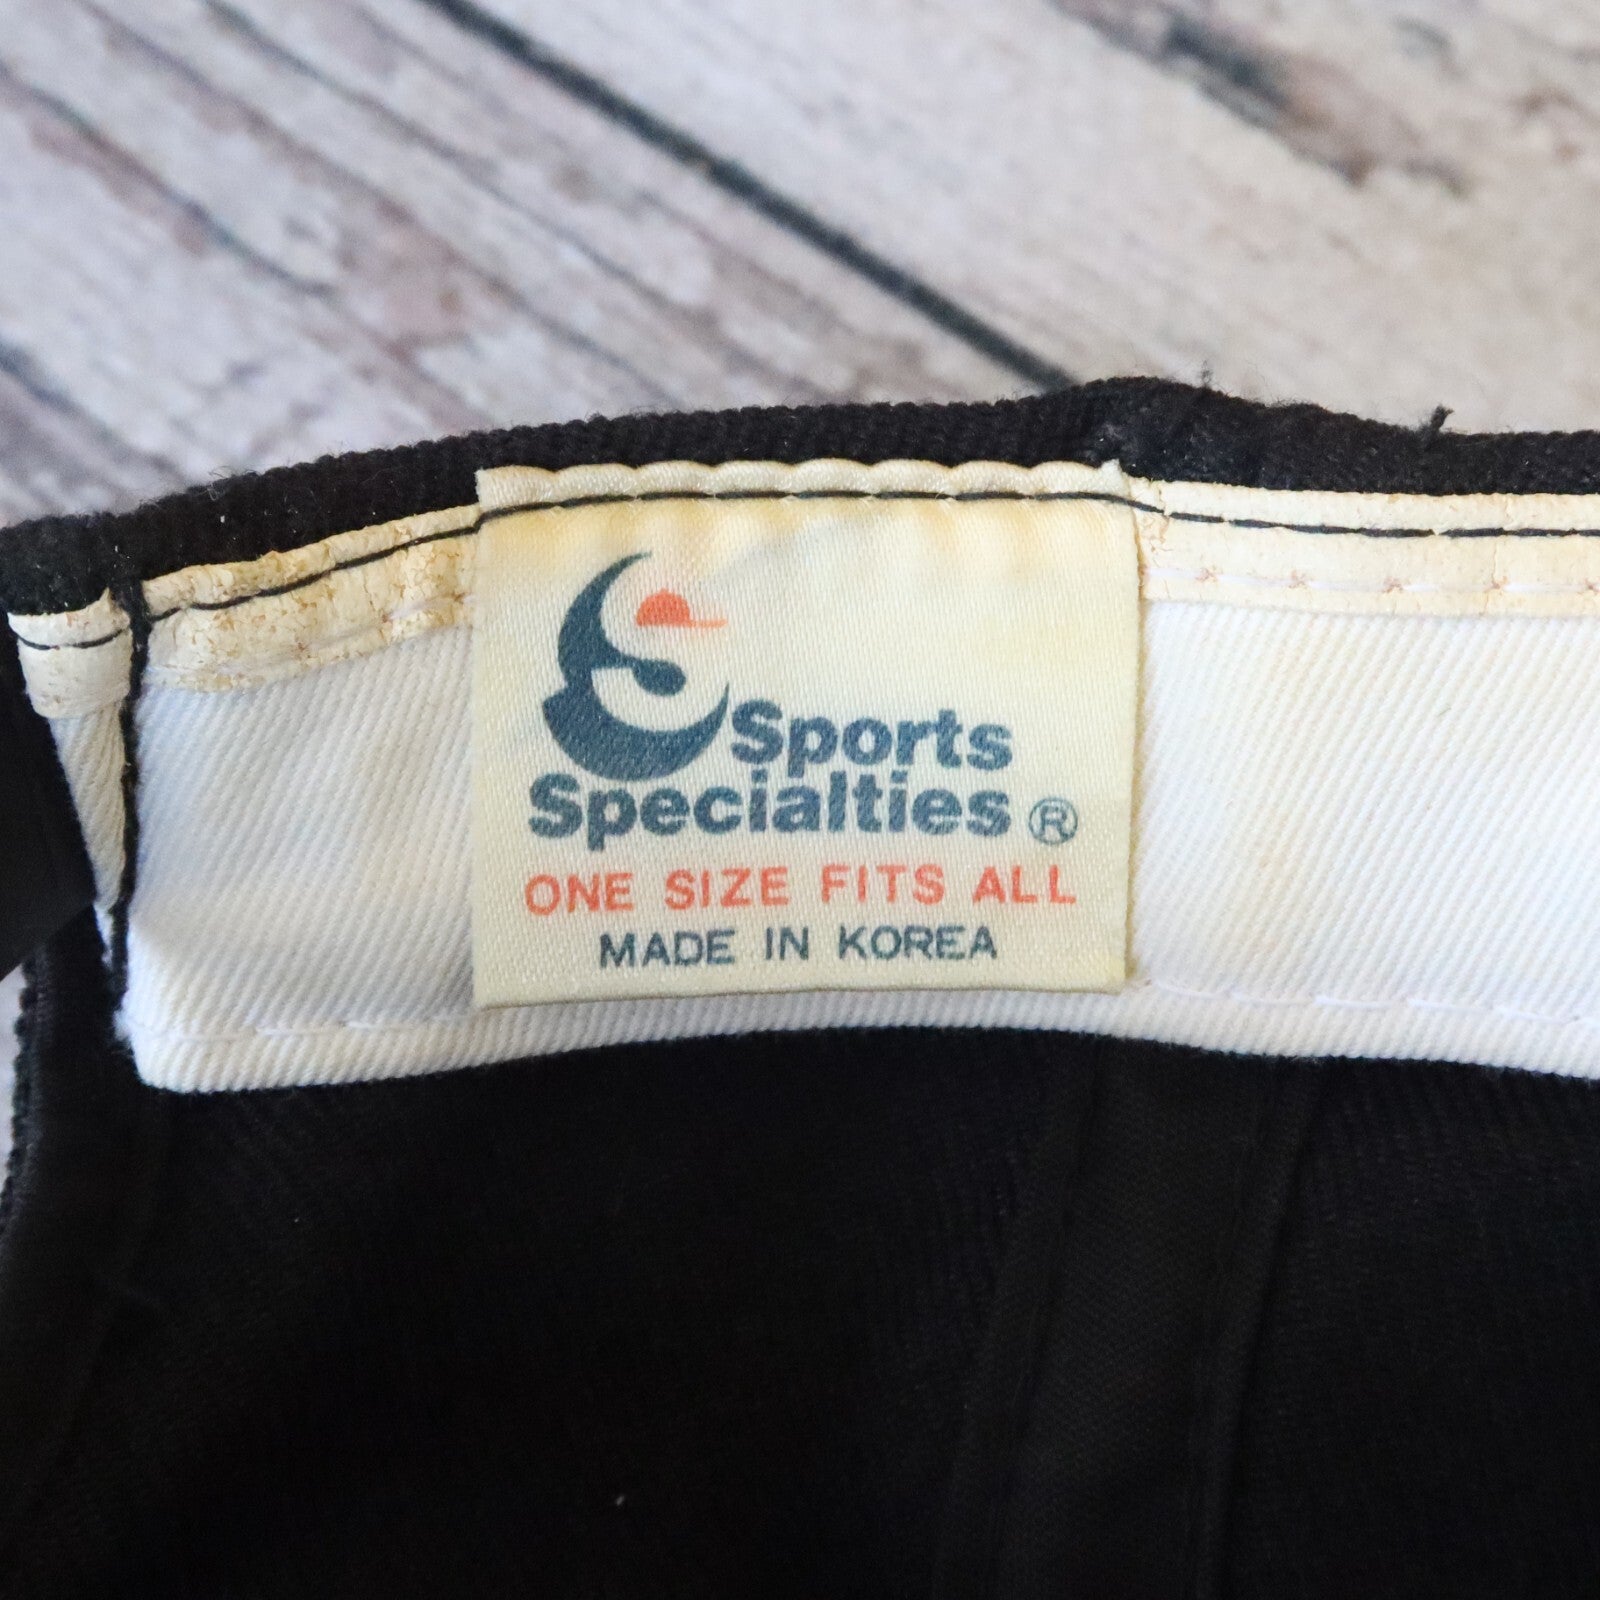 Sports
Specialties ®
ONE SIZE FITS ALL
MADE IN KOREA